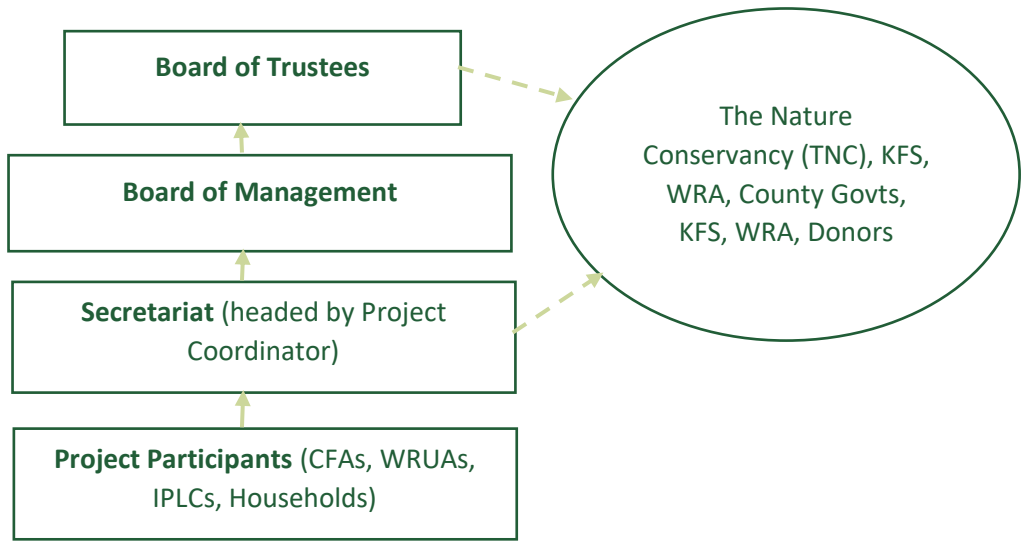 Board of Trustees
Board of Management
Secretariat (headed by Project
Coordinator)
Project Participants (CFAs, WRUAs,
IPLCs, Households)
The Nature
Conservancy (TNC), KFS,
WRA, County Govts,
KFS, WRA, Donors